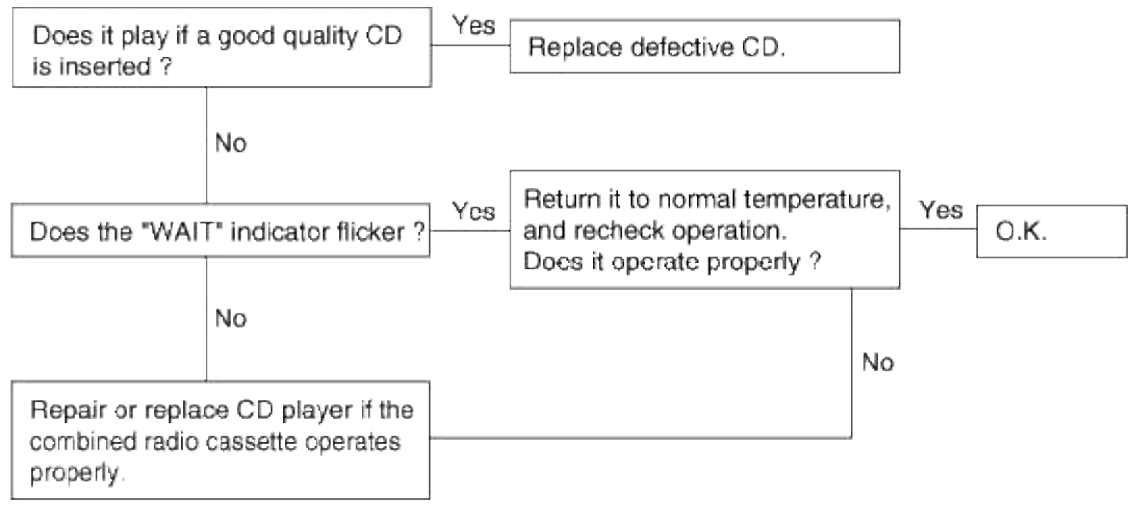 Does it play if a good quality CD
is inserted ?
Yes
Replace defective CD.
No
Does the "WAIT" indicator flicker ?
Yes
Return it to normal temperature,
and recheck operation.
Does it operate properly ?
Yes
O.K.
No
No
Repair or replace CD player if the
combined radio cassette operates
properly.